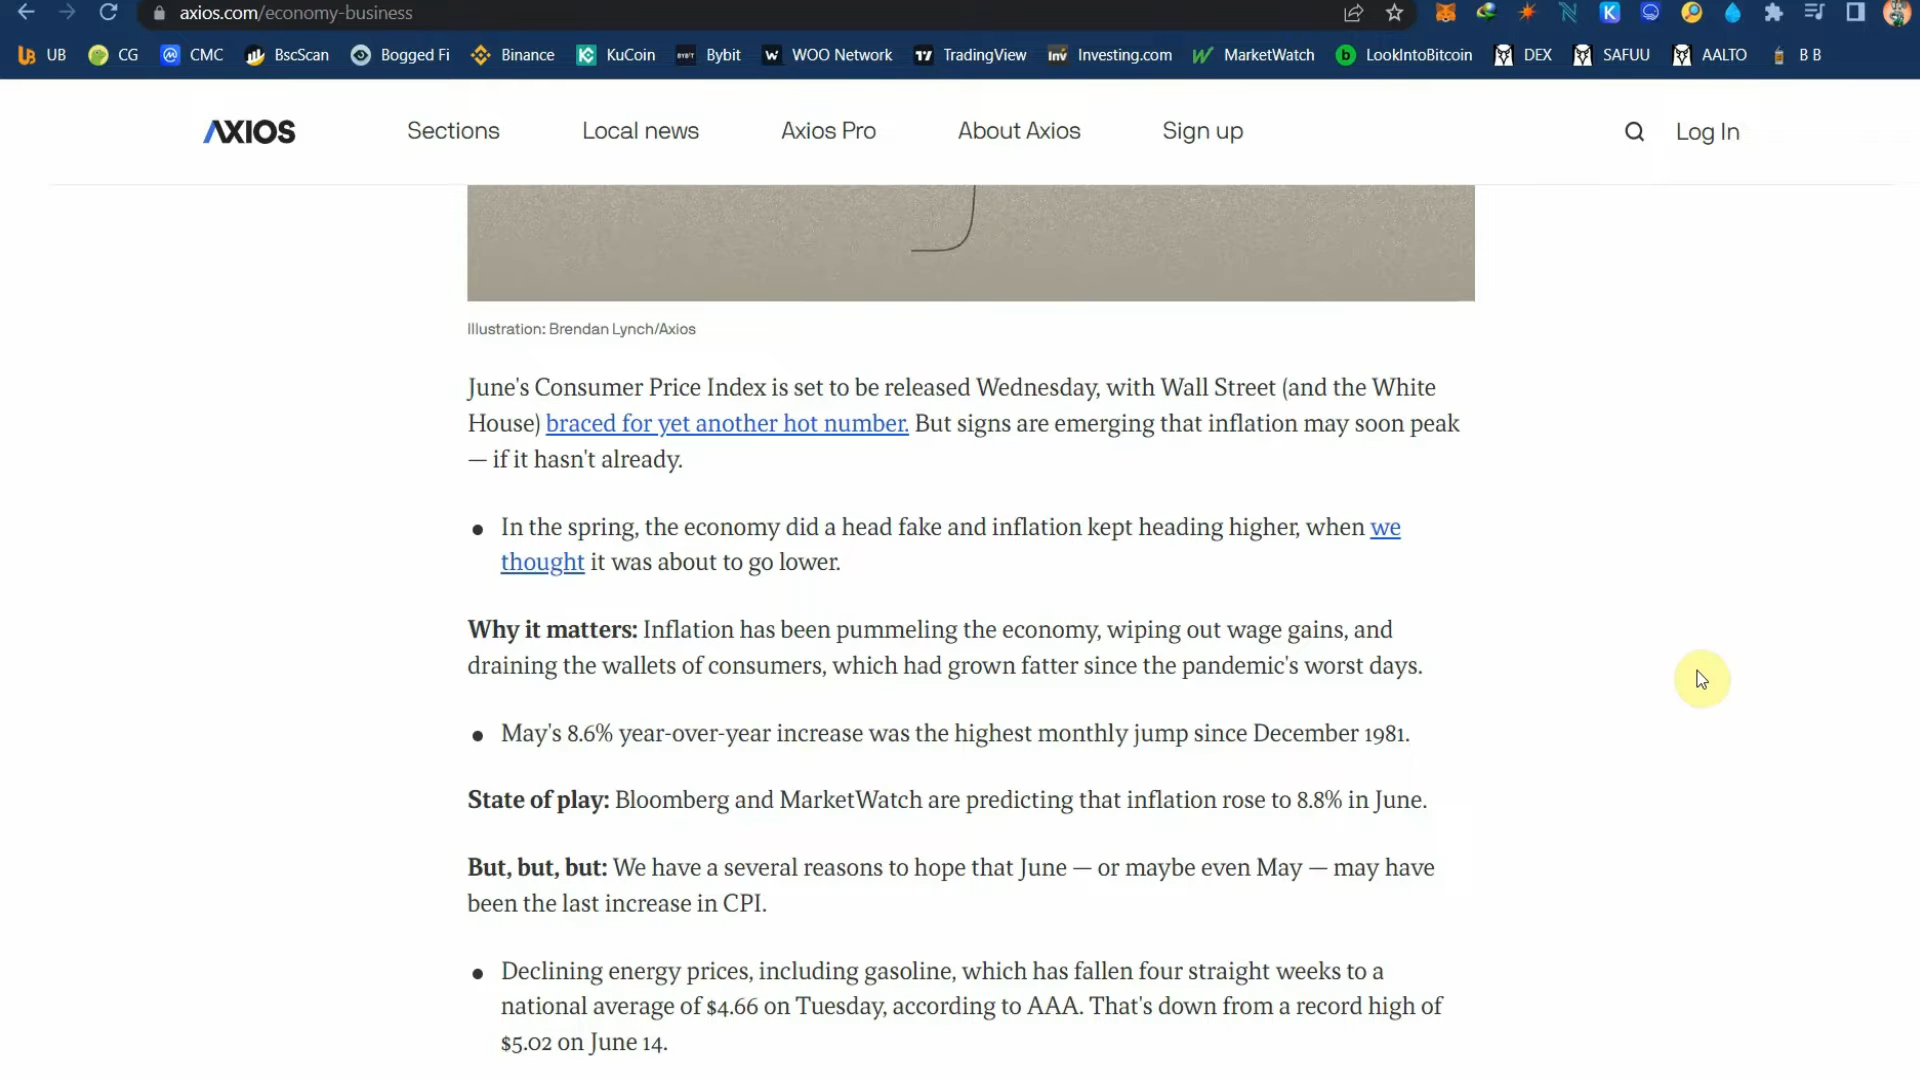 axios.com/economy-business
UB CG CMC BscScan Bogged Fi Binance KuCoin Bybit WOO Network TradingView Investing.com MarketWatch LookIntoBitcoin DEX SAFUU AALTO B B
AXIOS Sections Local news Axios Pro About Axios Sign up Log In
Illustration: Brendan Lynch/Axios
June's Consumer Price Index is set to be released Wednesday, with Wall Street (and the White
House) braced for yet another hot number. But signs are emerging that inflation may soon peak
— if it hasn't already.
• In the spring, the economy did a head fake and inflation kept heading higher, when we
thought it was about to go lower.
Why it matters: Inflation has been pummeling the economy, wiping out wage gains, and
draining the wallets of consumers, which had grown fatter since the pandemic's worst days.
• May's 8.6% year-over-year increase was the highest monthly jump since December 1981.
State of play: Bloomberg and MarketWatch are predicting that inflation rose to 8.8% in June.
But, but, but: We have a several reasons to hope that June — or maybe even May — may have
been the last increase in CPI.
• Declining energy prices, including gasoline, which has fallen four straight weeks to a
national average of $4.66 on Tuesday, according to AAA. That's down from a record high of
$5.02 on June 14.